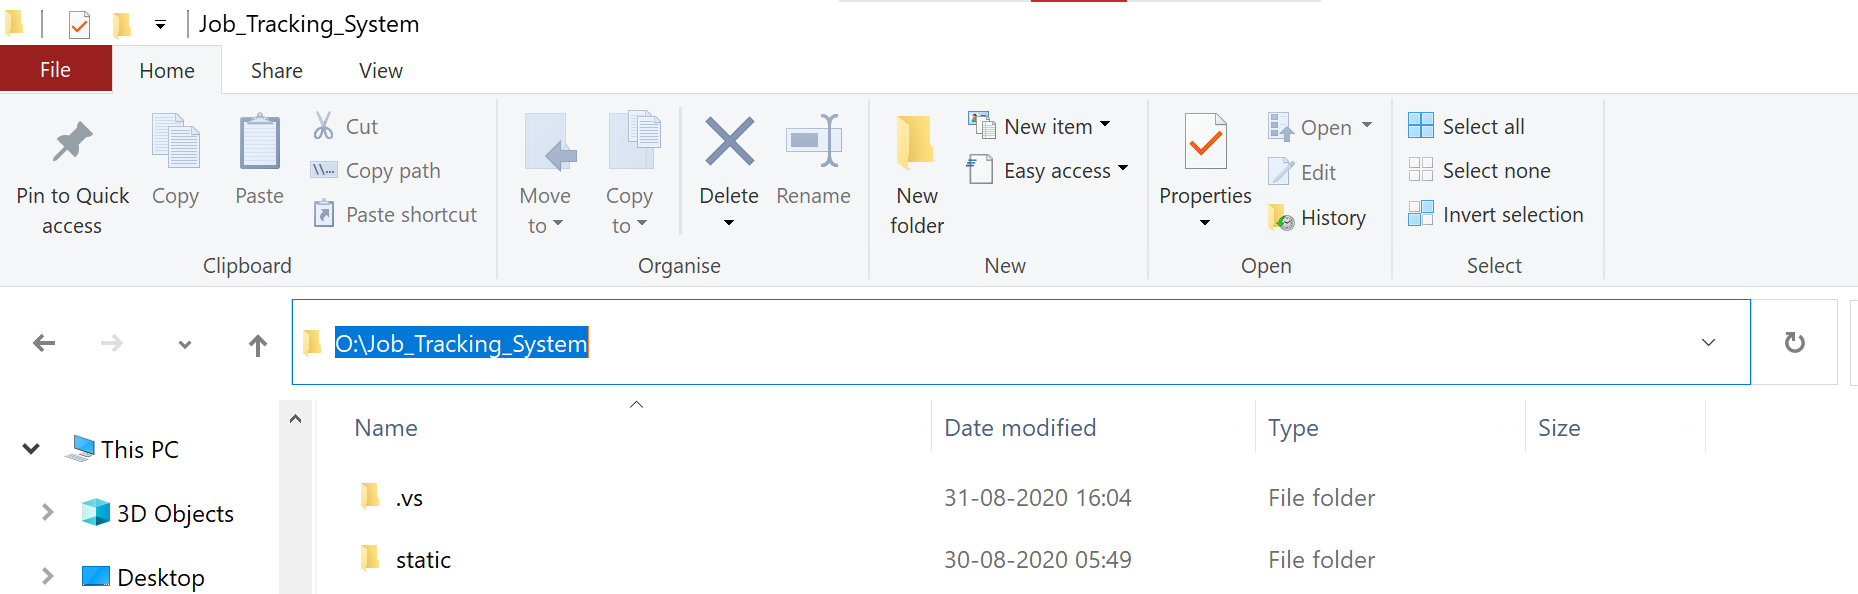 Job_Tracking_System
File Home Share View
Pin to Quick access
Copy
Paste
Cut
Copy path
Paste shortcut
Clipboard
Move to
Copy to
Delete
Rename
Organise
New folder
New item
Easy access
New
Properties
Open
Edit
History
Open
Select all
Select none
Invert selection
Select
O:\Job_Tracking_System
Name Date modified Type Size
This PC
3D Objects
Desktop
.vs 31-08-2020 16:04 File folder
static 30-08-2020 05:49 File folder